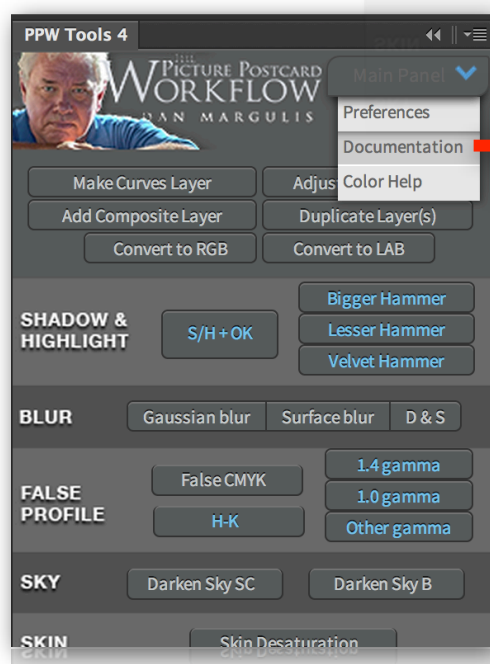 PPW Tools 4
PICTURE POSTCARD
WORKFLOW
DAN MARGULIS
Main Panel
Preferences
Documentation
Color Help
Make Curves Layer
Adjus
Add Composite Layer
Duplicate Layer(s)
Convert to RGB
Convert to LAB
SHADOW &
HIGHLIGHT
S/H + OK
Bigger Hammer
Lesser Hammer
Velvet Hammer
BLUR
Gaussian blur
Surface blur
D & S
FALSE
PROFILE
False CMYK
H-K
1.4 gamma
1.0 gamma
Other gamma
SKY
Darken Sky SC
Darken Sky B
SKIN
Skin Desaturation